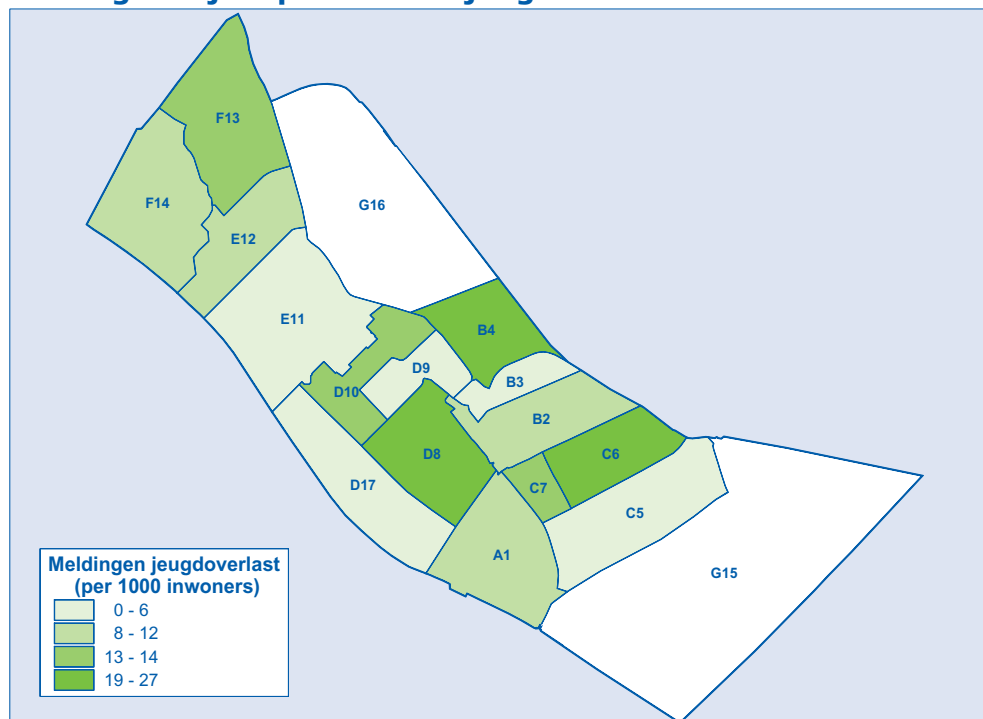 F13
F14
G16
E12
E11
B4
D9
B3
D10
B2
D8
C6
D17
C7
C5
A1
G15
Meldingen jeugdoverlast
(per 1000 inwoners)
0 - 6
8 - 12
13 - 14
19 - 27